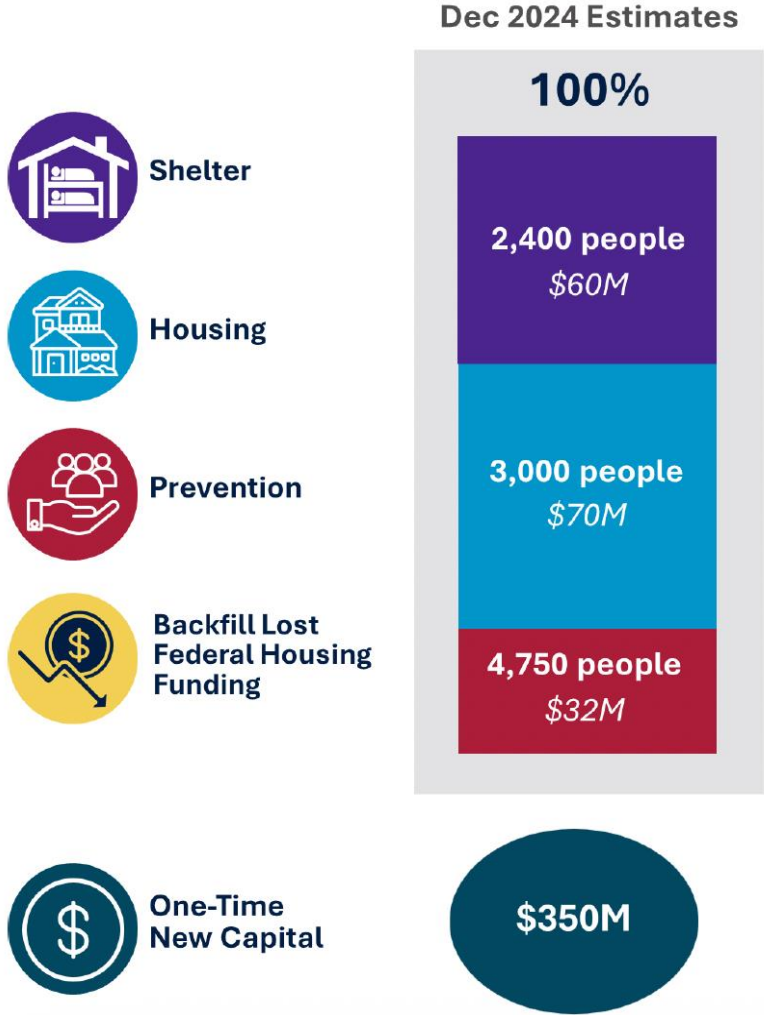 Dec 2024 Estimates
100%
Shelter
2,400 people
$60M
Housing
3,000 people
$70M
Prevention
4,750 people
$32M
$
Backfill Lost
Federal Housing
Funding
$
One-Time
New Capital
$350M